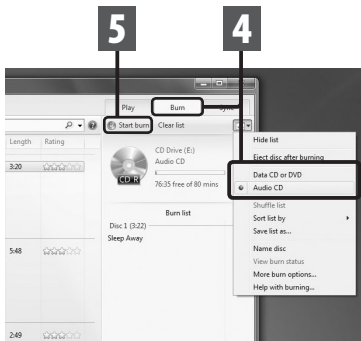 5
4
Play Burn Sync
Start burn Clear list
Length Rating
Hide list
Eject disc after burning
CD Drive (E:)
Audio CD
Data CD or DVD
Audio CD
3:20
CD-R
76:35 free of 80 mins
Shuffle list
Sort list by
Burn list
Save list as...
Disc 1 (3:22)
Name disc
Sleep Away
View burn status
5:48
More burn options...
Help with burning...
2:49